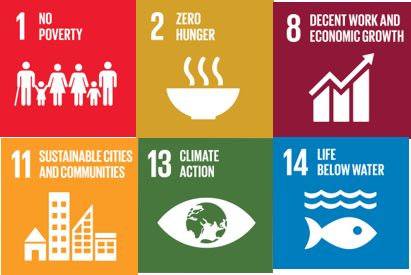 1 NO
POVERTY
2 ZERO
HUNGER
8 DECENT WORK AND
ECONOMIC GROWTH
11 SUSTAINABLE CITIES
AND COMMUNITIES
13 CLIMATE
ACTION
14 LIFE
BELOW WATER